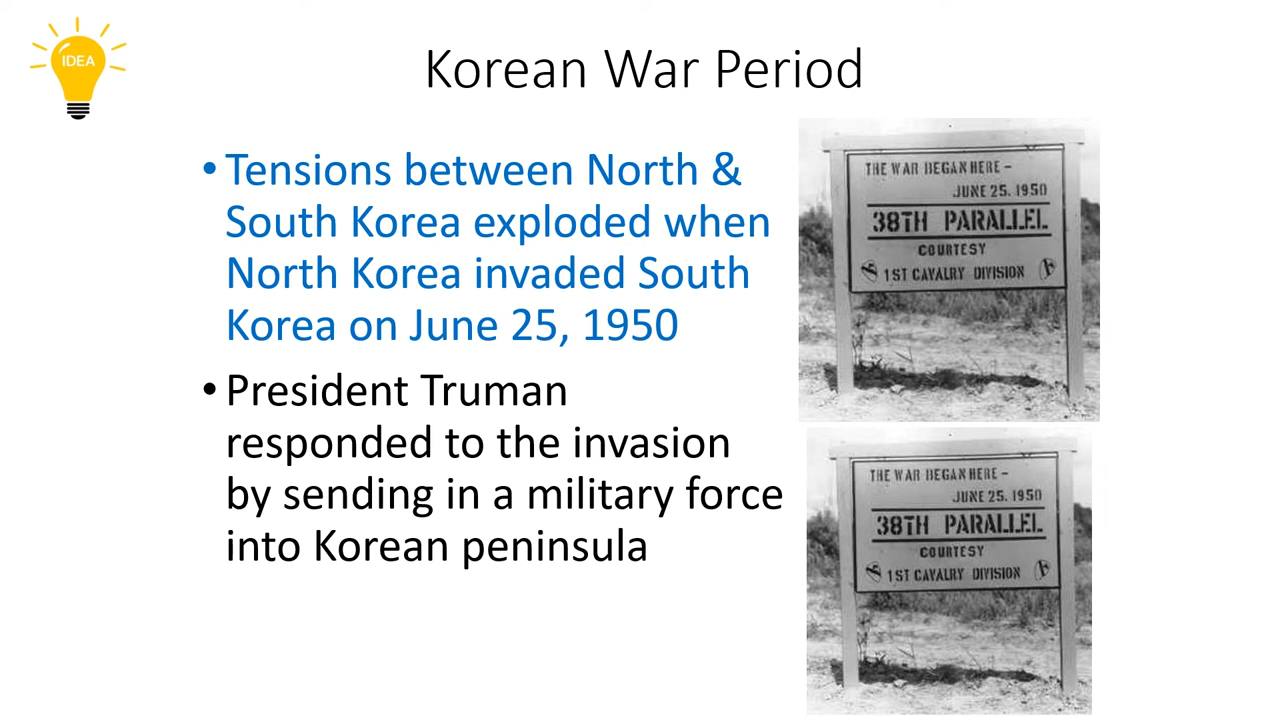 IDEA
Korean War Period
• Tensions between North &
South Korea exploded when
North Korea invaded South
Korea on June 25, 1950
• President Truman
responded to the invasion
by sending in a military force
into Korean peninsula
THE WAR BEGAN HERE –
JUNE 25. 1950
38TH PARALLEL
COURTESY
1ST CAVALRY DIVISION
THE WAR BEGAN HERE –
JUNE 25. 1950
38TH PARALLEL
COURTESY
1ST CAVALRY DIVISION